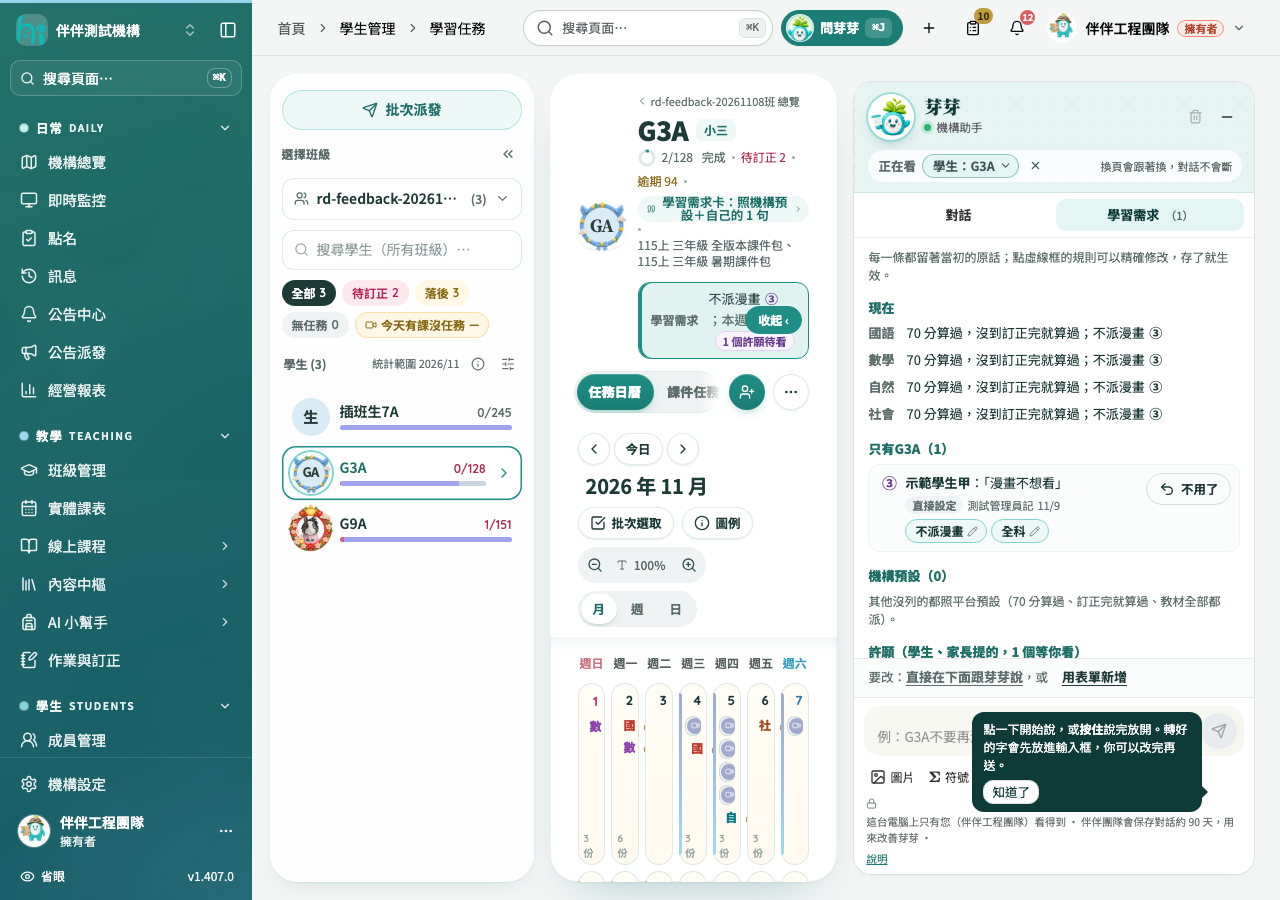 伴伴測試機構
搜尋頁面…
⌘K
日常 DAILY
機構總覽
即時監控
點名
訊息
公告中心
公告派發
經營報表
教學 TEACHING
班級管理
實體課表
線上課程
內容中樞
AI 小幫手
作業與訂正
學生 STUDENTS
成員管理
機構設定
伴伴工程團隊
擁有者
省眼
v1.407.0
首頁 > 學生管理 > 學習任務
搜尋頁面…
⌘K
問芽芽 ⌘J
10
12
伴伴工程團隊 擁有者
批次派發
選擇班級
rd-feedback-20261… (3)
搜尋學生（所有班級）…
全部 3
待訂正 2
落後 3
無任務 0
今天有課沒任務 —
學生 (3)
統計範圍 2026/11
生
插班生7A
0/245
GA
G3A
0/128
G9A
1/151
rd-feedback-20261108班 總覽
G3A 小三
2/128 完成 • 待訂正 2 •
逾期 94 •
學習需求卡：照機構預設＋自己的 1 句
•
GA
115上 三年級 全版本課件包、
115上 三年級 暑期課件包
學習需求
不派漫畫 ③
；本週
收起 ‹
1 個許願待看
任務日曆
課件任務
今日
2026 年 11 月
批次選取
圖例
100%
月 週 日
週日 週一 週二 週三 週四 週五 週六
1 2 3 4 5 6 7
數 國 社
數 國
自
3 6 3 3 3
份 份 份 份 份
芽芽
機構助手
正在看
學生：G3A
換頁會跟著換，對話不會斷
對話
學習需求 （1）
每一條都留著當初的原話；點虛線框的規則可以精確修改，存了就生效。
現在
國語 70 分算過，沒到訂正完就算過；不派漫畫 ③
數學 70 分算過，沒到訂正完就算過；不派漫畫 ③
自然 70 分算過，沒到訂正完就算過；不派漫畫 ③
社會 70 分算過，沒到訂正完就算過；不派漫畫 ③
只有G3A（1）
③ 示範學生甲：「漫畫不想看」
不用了
直接設定 測試管理員記 11/9
不派漫畫
全科
機構預設（0）
其他沒列的都照平台預設（70 分算過、訂正完就算過、教材全部都派）。
許願（學生、家長提的，1 個等你看）
要改：直接在下面跟芽芽說，或 用表單新增
例：G3A不要再
點一下開始說，或按住說完放開。轉好的字會先放進輸入框，你可以改完再送。
知道了
圖片
符號
這台電腦上只有您（伴伴工程團隊）看得到 • 伴伴團隊會保存對話約 90 天，用來改善芽芽 •
說明